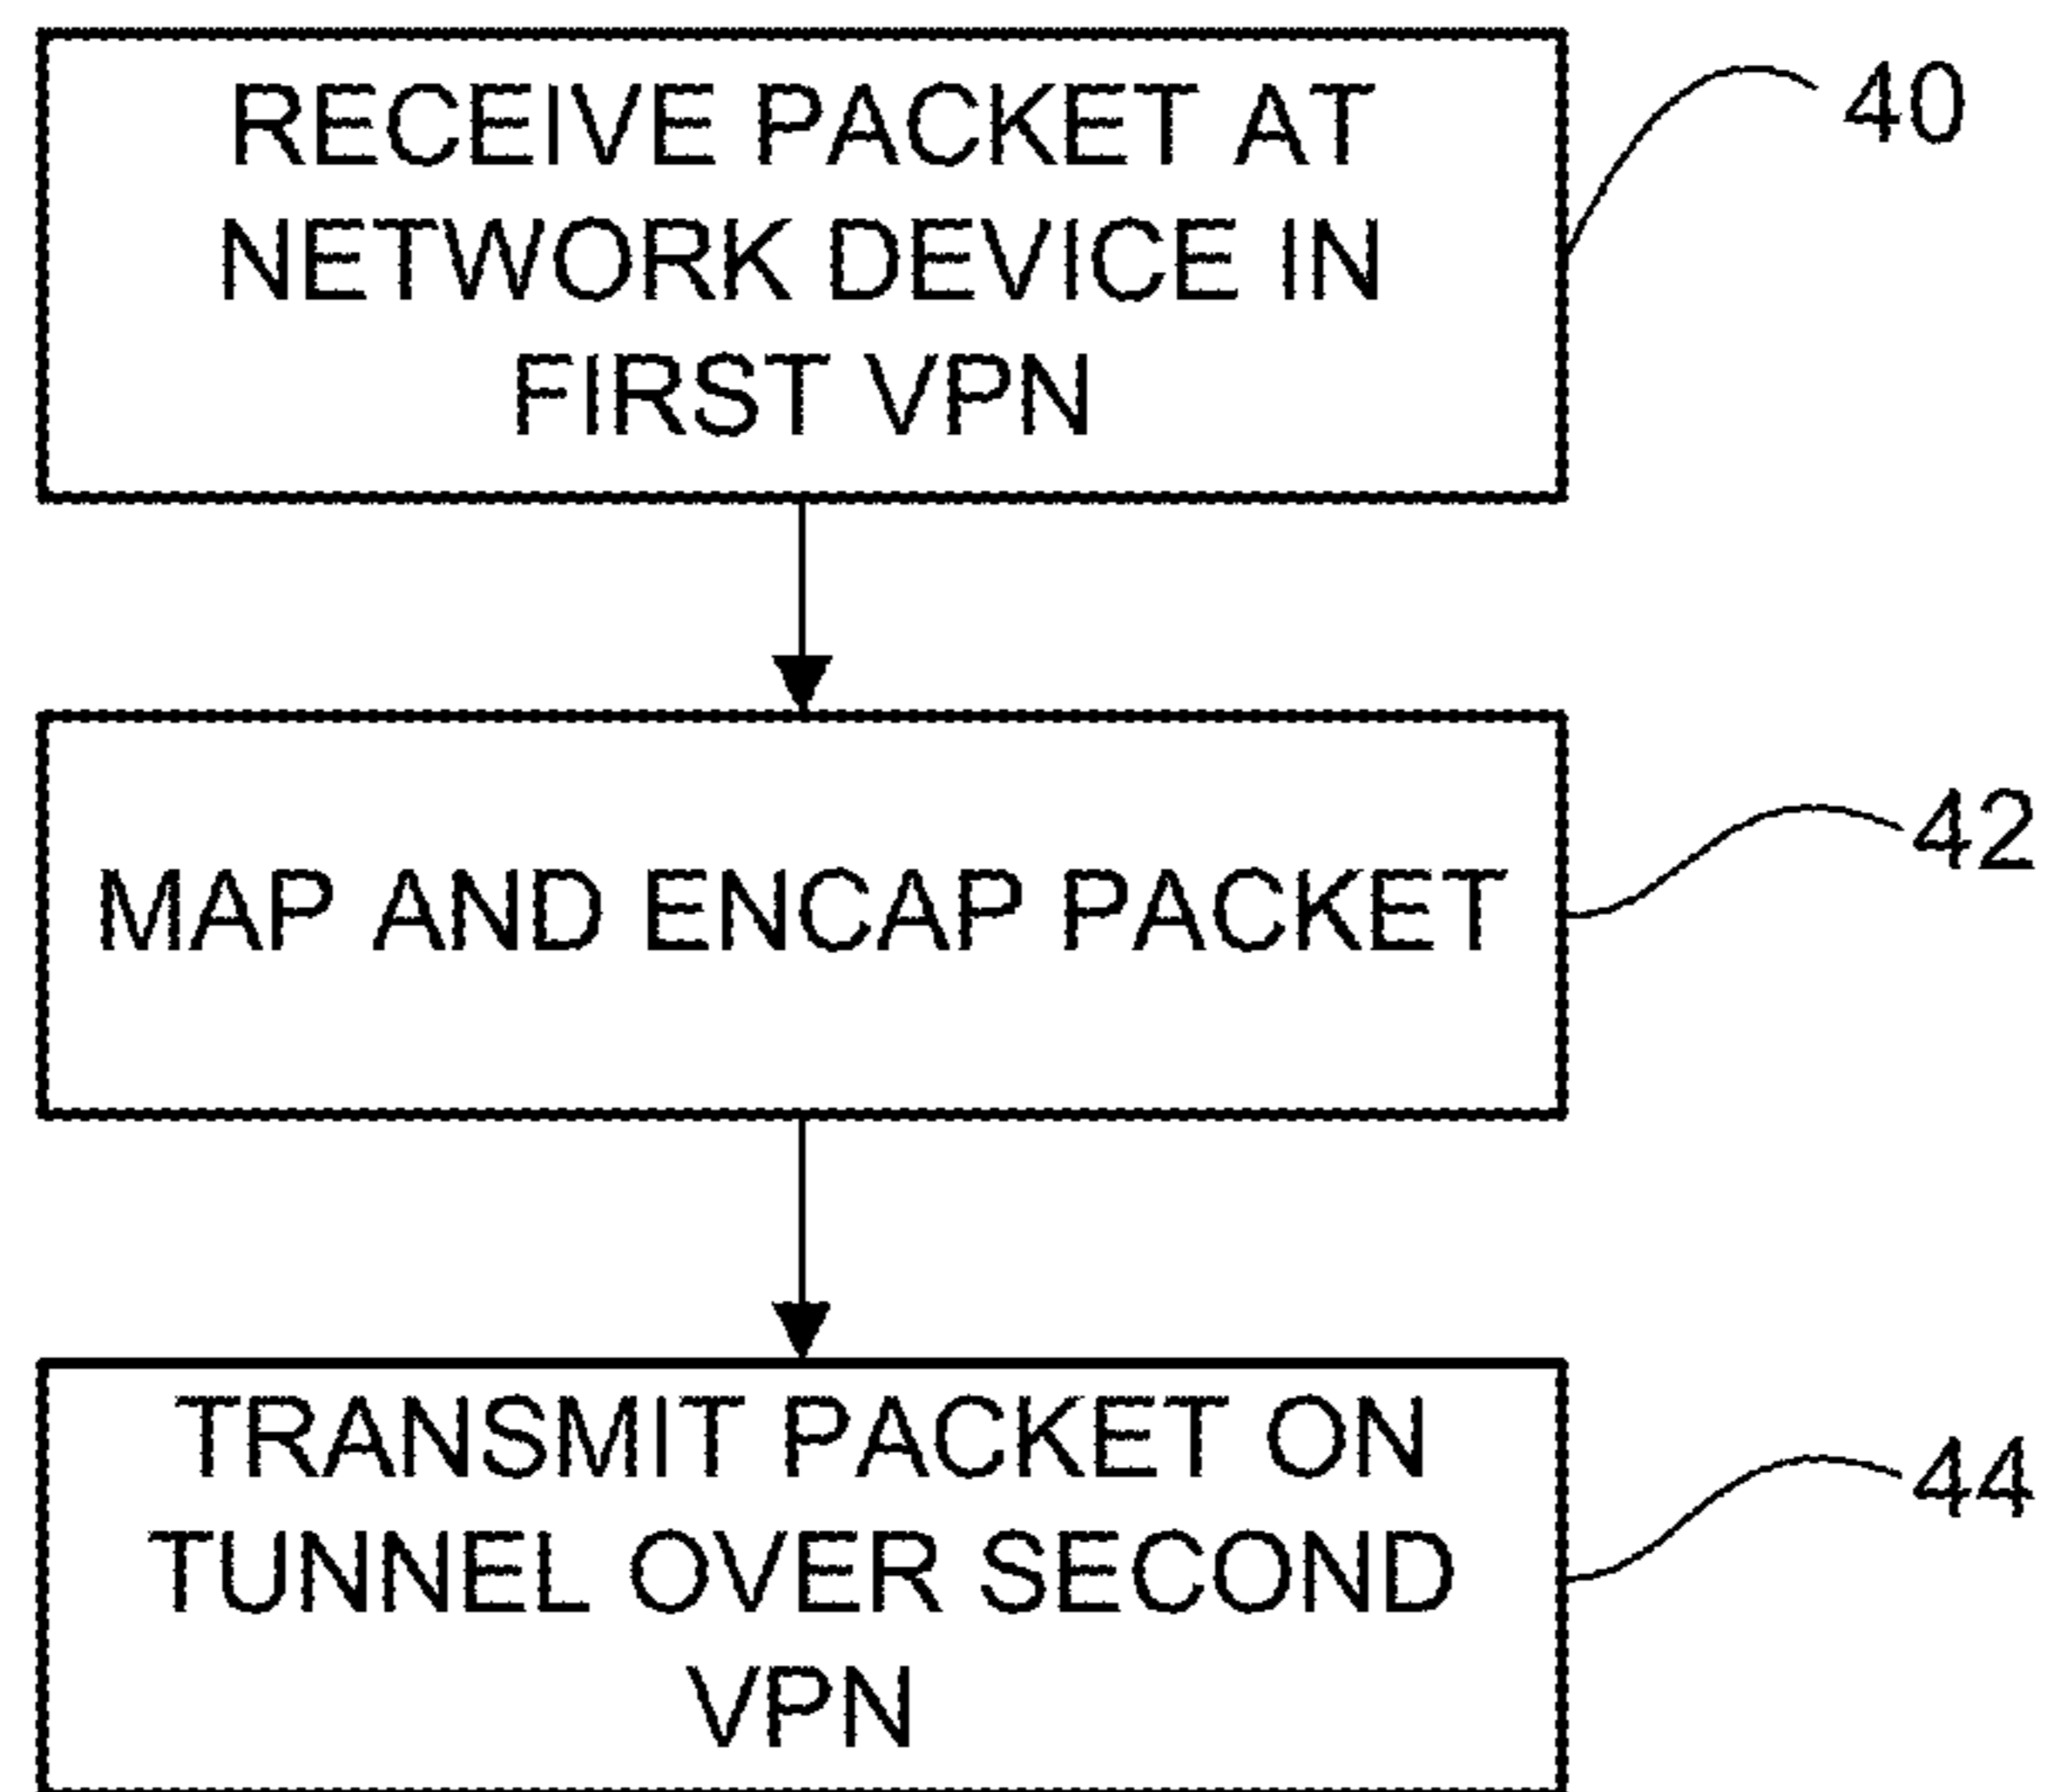 RECEIVE PACKET AT
NETWORK DEVICE IN
FIRST VPN
40
MAP AND ENCAP PACKET
42
TRANSMIT PACKET ON
TUNNEL OVER SECOND
VPN
44